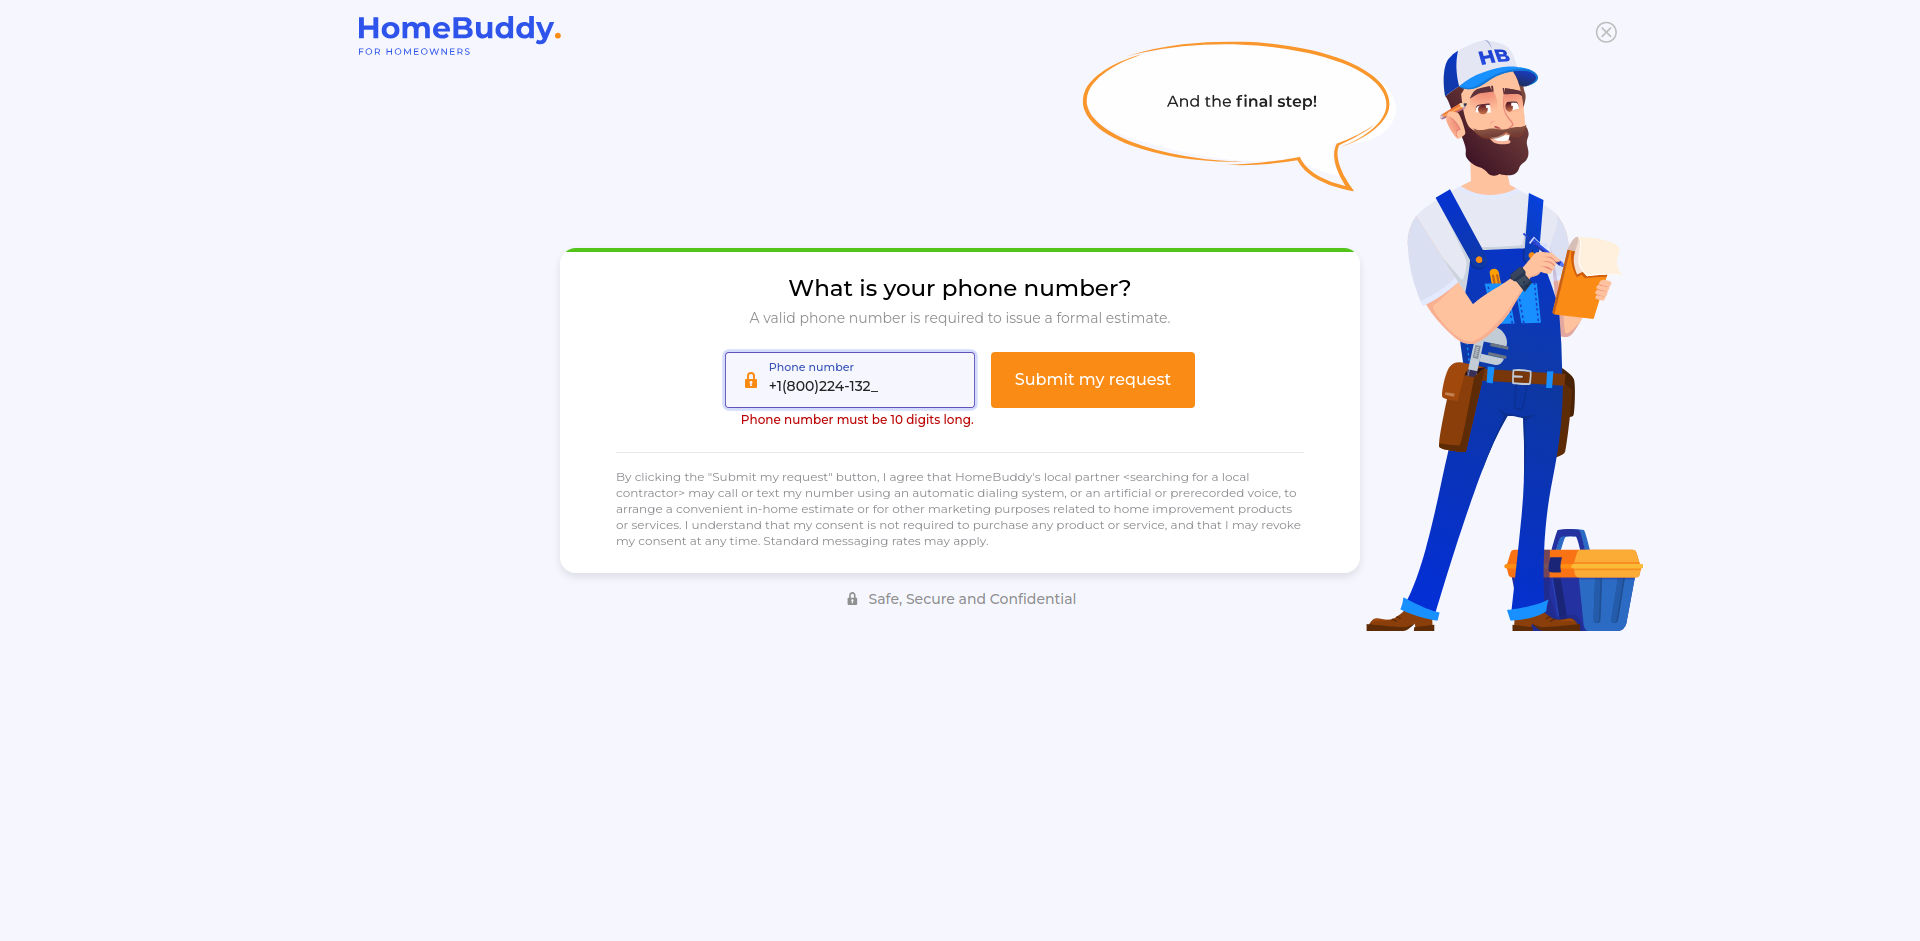 HomeBuddy.
FOR HOMEOWNERS
HB
And the final step!
What is your phone number?
A valid phone number is required to issue a formal estimate.
Phone number
+1(800)224-132_
Submit my request
Phone number must be 10 digits long.
By clicking the "Submit my request" button, I agree that HomeBuddy's local partner <searching for a local
contractor> may call or text my number using an automatic dialing system, or an artificial or prerecorded voice, to
arrange a convenient in-home estimate or for other marketing purposes related to home improvement products
or services. I understand that my consent is not required to purchase any product or service, and that I may revoke
my consent at any time. Standard messaging rates may apply.
Safe, Secure and Confidential